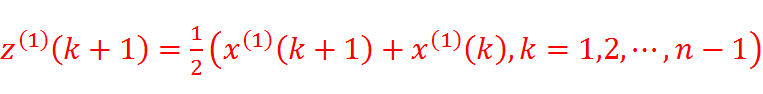 z⁽¹⁾(k + 1) = ½(x⁽¹⁾(k + 1) + x⁽¹⁾(k), k = 1,2, ⋯ , n − 1)